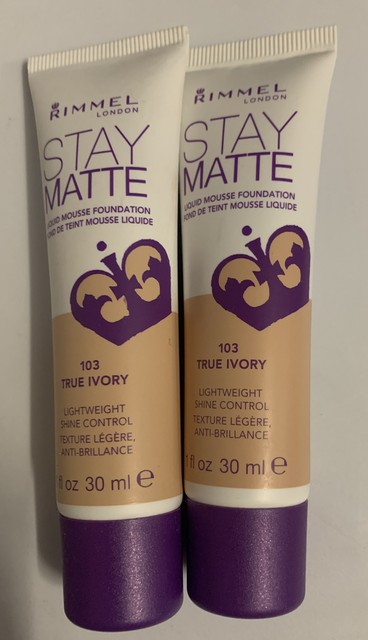 RIMMEL
LONDON
STAY
MATTE
LIQUID MOUSSE FOUNDATION
FOND DE TEINT MOUSSE LIQUIDE
103
TRUE IVORY
LIGHTWEIGHT
SHINE CONTROL
TEXTURE LÉGÈRE,
ANTI-BRILLANCE
fl oz 30 ml e
RIMMEL
LONDON
STAY
MATTE
LIQUID MOUSSE FOUNDATION
FOND DE TEINT MOUSSE LIQUIDE
103
TRUE IVORY
LIGHTWEIGHT
SHINE CONTROL
TEXTURE LÉGÈRE,
ANTI-BRILLANCE
1 fl oz 30 ml e